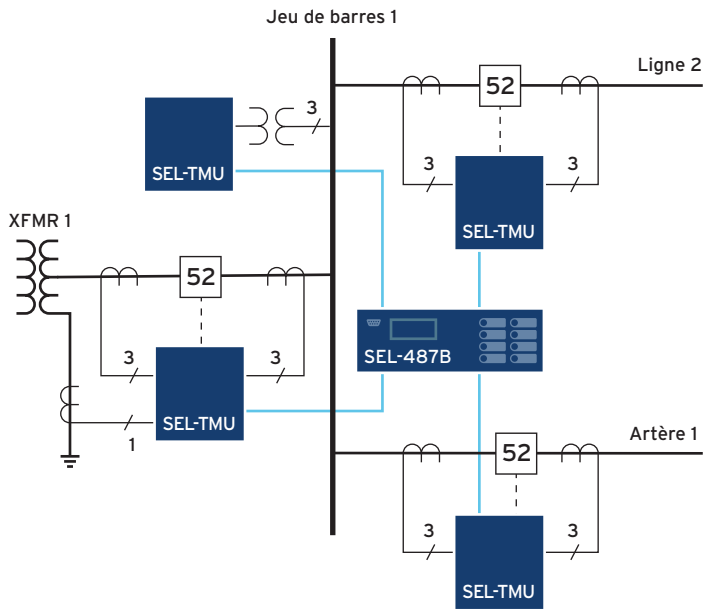 Jeu de barres 1
Ligne 2
52
3
SEL-TMU
3
3
SEL-TMU
XFMR 1
52
3
3
SEL-TMU
1
SEL-487B
Artère 1
52
3
3
SEL-TMU